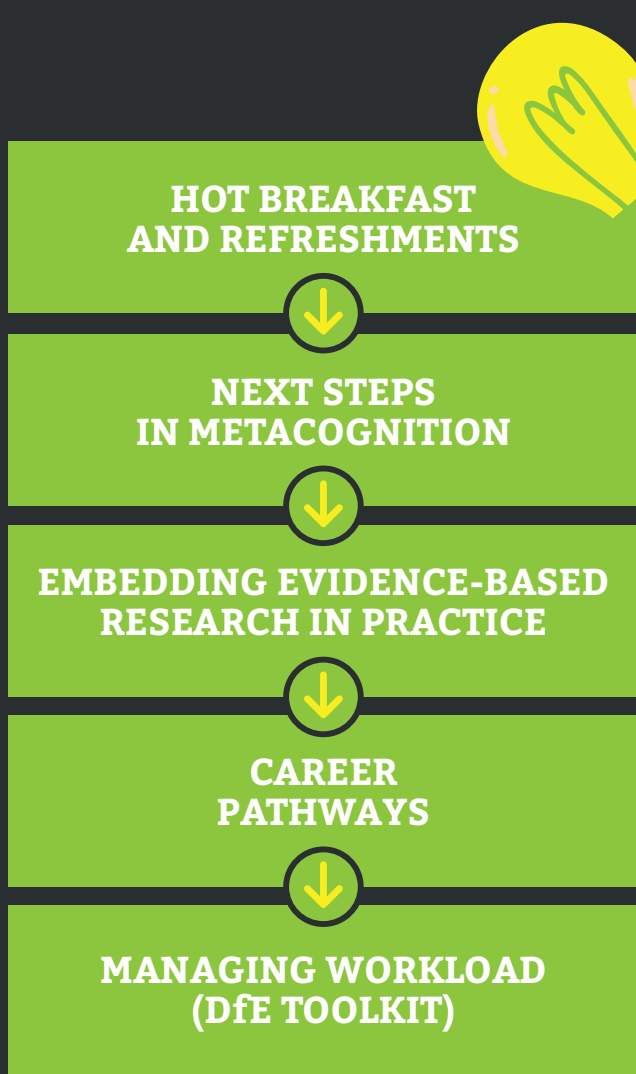 HOT BREAKFAST
AND REFRESHMENTS
NEXT STEPS
IN METACOGNITION
EMBEDDING EVIDENCE-BASED
RESEARCH IN PRACTICE
CAREER
PATHWAYS
MANAGING WORKLOAD
(DfE TOOLKIT)